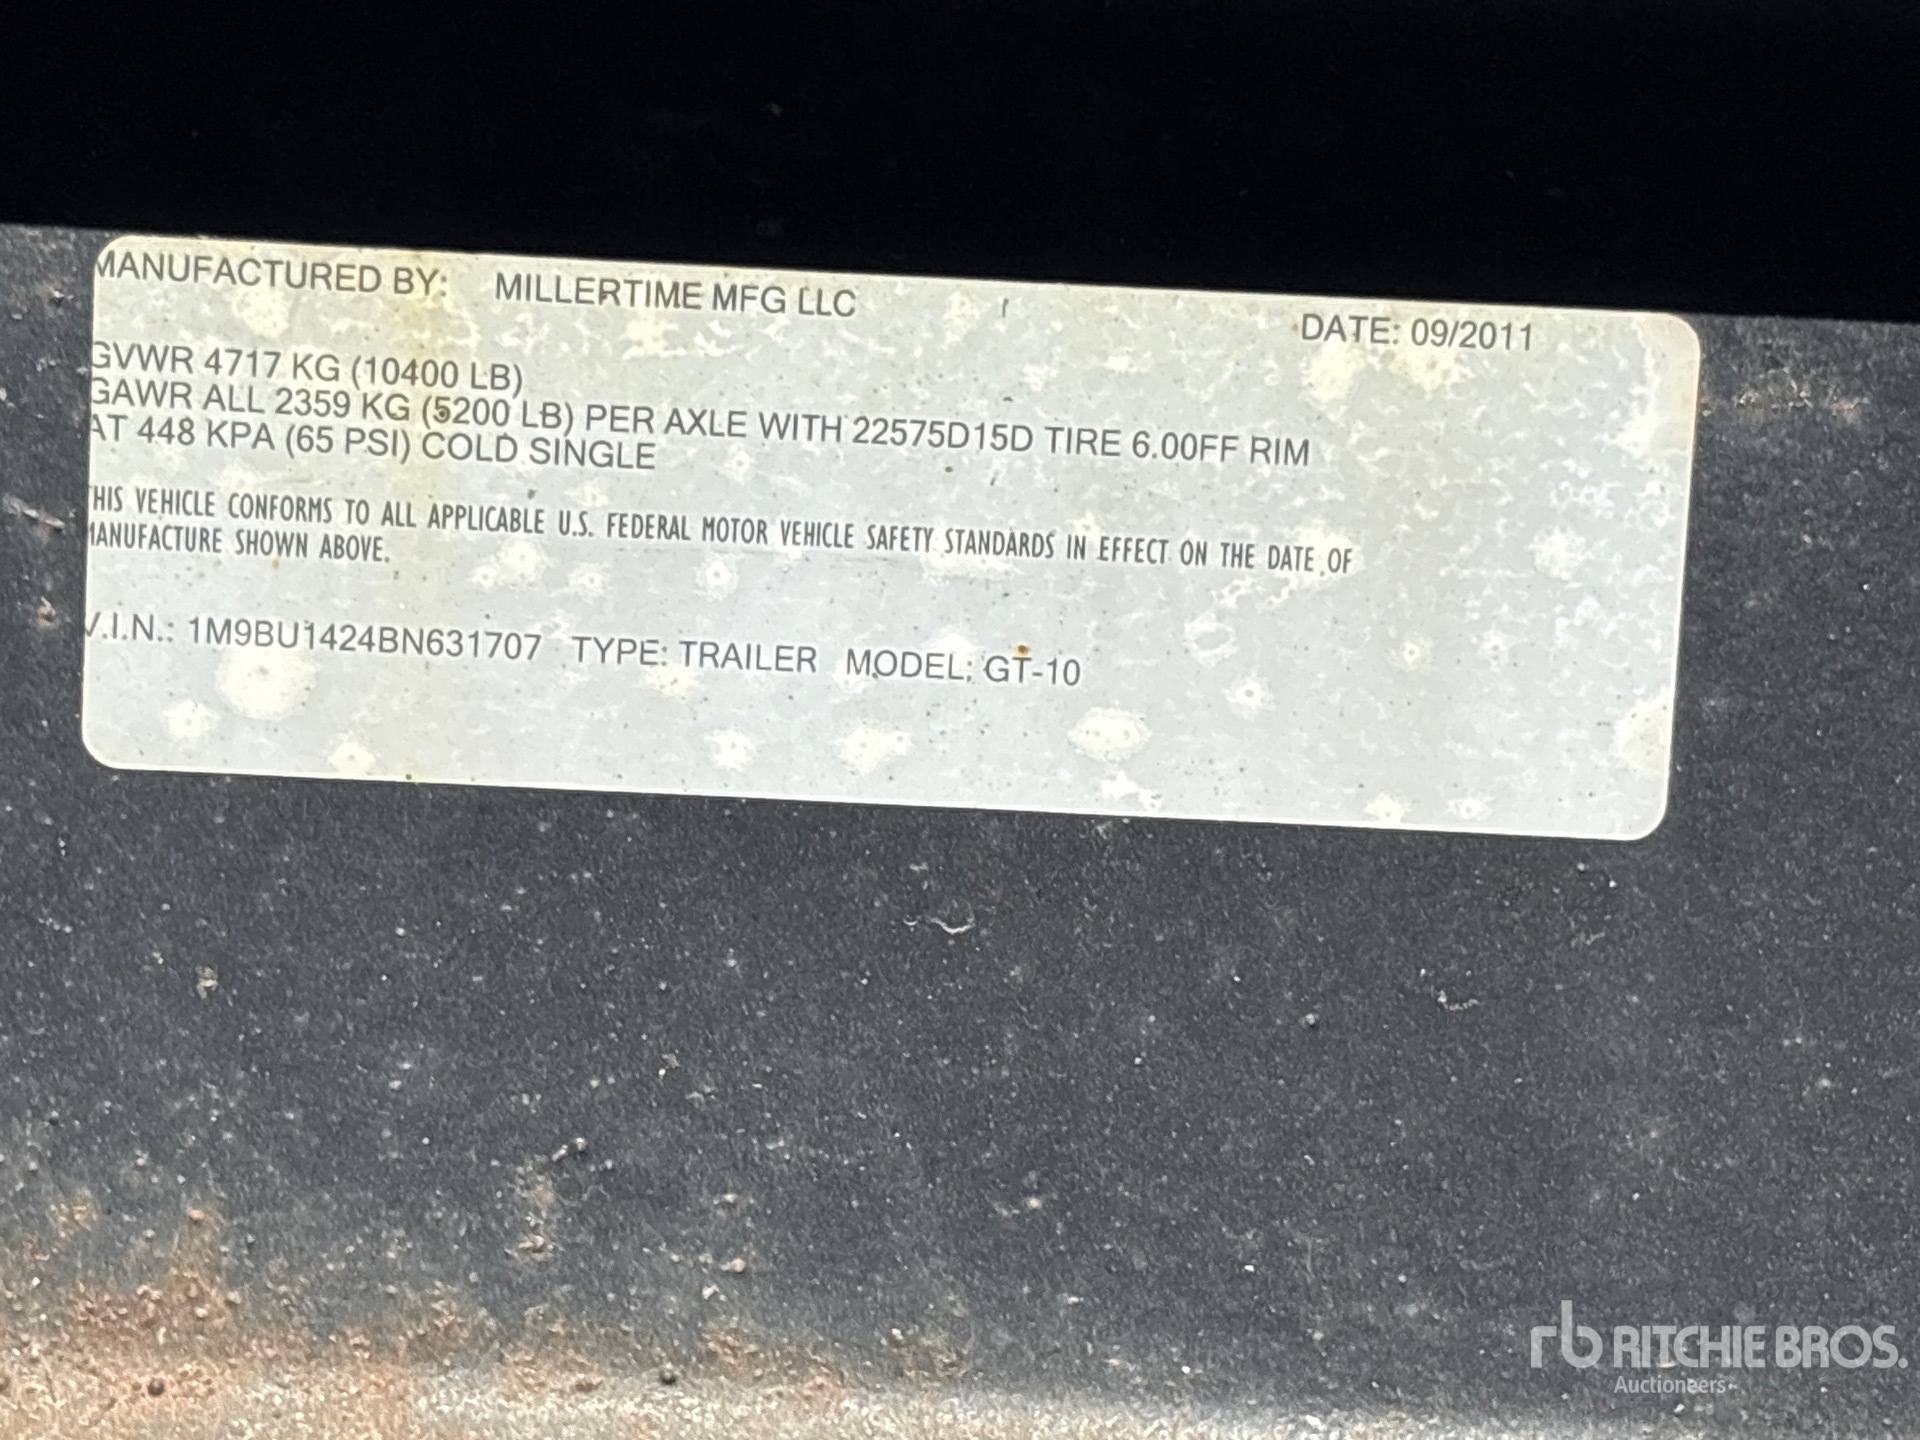 MANUFACTURED BY: MILLERTIME MFG LLC DATE: 09/2011
GVWR 4717 KG (10400 LB)
GAWR ALL 2359 KG (5200 LB) PER AXLE WITH 22575D15D TIRE 6.00FF RIM
AT 448 KPA (65 PSI) COLD SINGLE
THIS VEHICLE CONFORMS TO ALL APPLICABLE U.S. FEDERAL MOTOR VEHICLE SAFETY STANDARDS IN EFFECT ON THE DATE OF
MANUFACTURE SHOWN ABOVE.
V.I.N.: 1M9BU1424BN631707 TYPE: TRAILER MODEL: GT-10
rb RITCHIE BROS.
Auctioneers